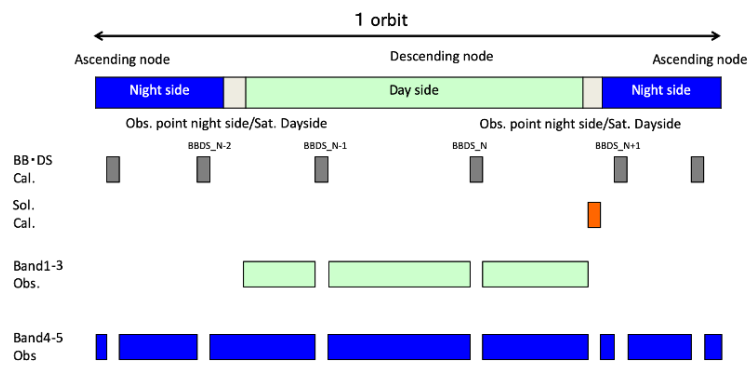 1 orbit
Ascending node
Descending node
Ascending node
Night side
Day side
Night side
Obs. point night side/Sat. Dayside
Obs. point night side/Sat. Dayside
BB・DS
Cal.
BBDS_N-2
BBDS_N-1
BBDS_N
BBDS_N+1
Sol.
Cal.
Band1-3
Obs.
Band4-5
Obs